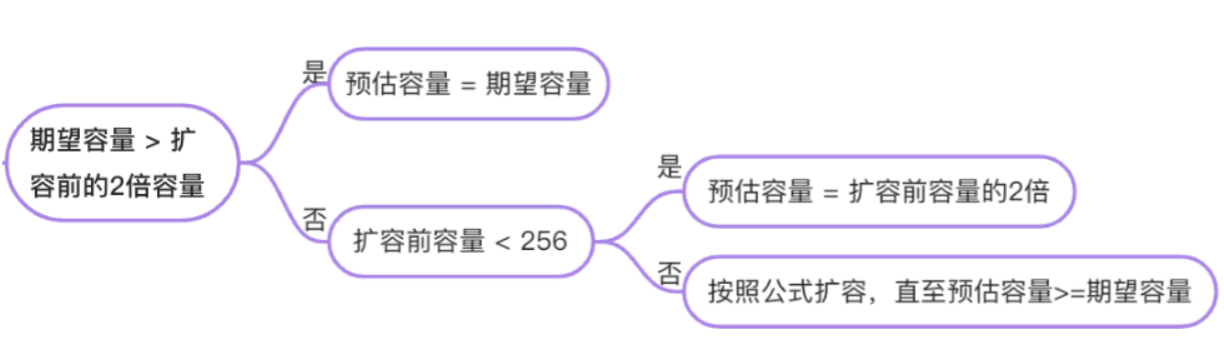 期望容量 > 扩
容前的2倍容量
是
预估容量 = 期望容量
否
扩容前容量 < 256
是
预估容量 = 扩容前容量的2倍
否
按照公式扩容，直至预估容量>=期望容量